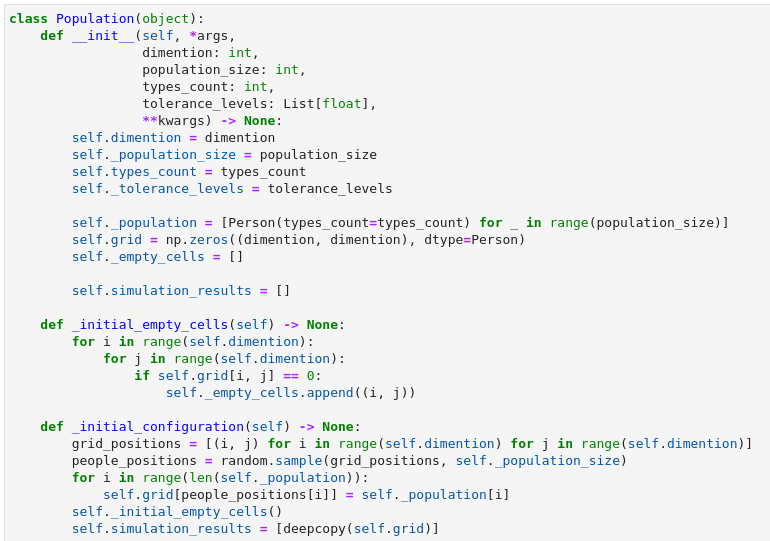 class Population(object):
    def __init__(self, *args,
                 dimention: int,
                 population_size: int,
                 types_count: int,
                 tolerance_levels: List[float],
                 **kwargs) -> None:
        self.dimention = dimention
        self._population_size = population_size
        self.types_count = types_count
        self._tolerance_levels = tolerance_levels

        self._population = [Person(types_count=types_count) for _ in range(population_size)]
        self.grid = np.zeros((dimention, dimention), dtype=Person)
        self._empty_cells = []

        self.simulation_results = []

    def _initial_empty_cells(self) -> None:
        for i in range(self.dimention):
            for j in range(self.dimention):
                if self.grid[i, j] == 0:
                    self._empty_cells.append((i, j))

    def _initial_configuration(self) -> None:
        grid_positions = [(i, j) for i in range(self.dimention) for j in range(self.dimention)]
        people_positions = random.sample(grid_positions, self._population_size)
        for i in range(len(self._population)):
            self.grid[people_positions[i]] = self._population[i]
        self._initial_empty_cells()
        self.simulation_results = [deepcopy(self.grid)]